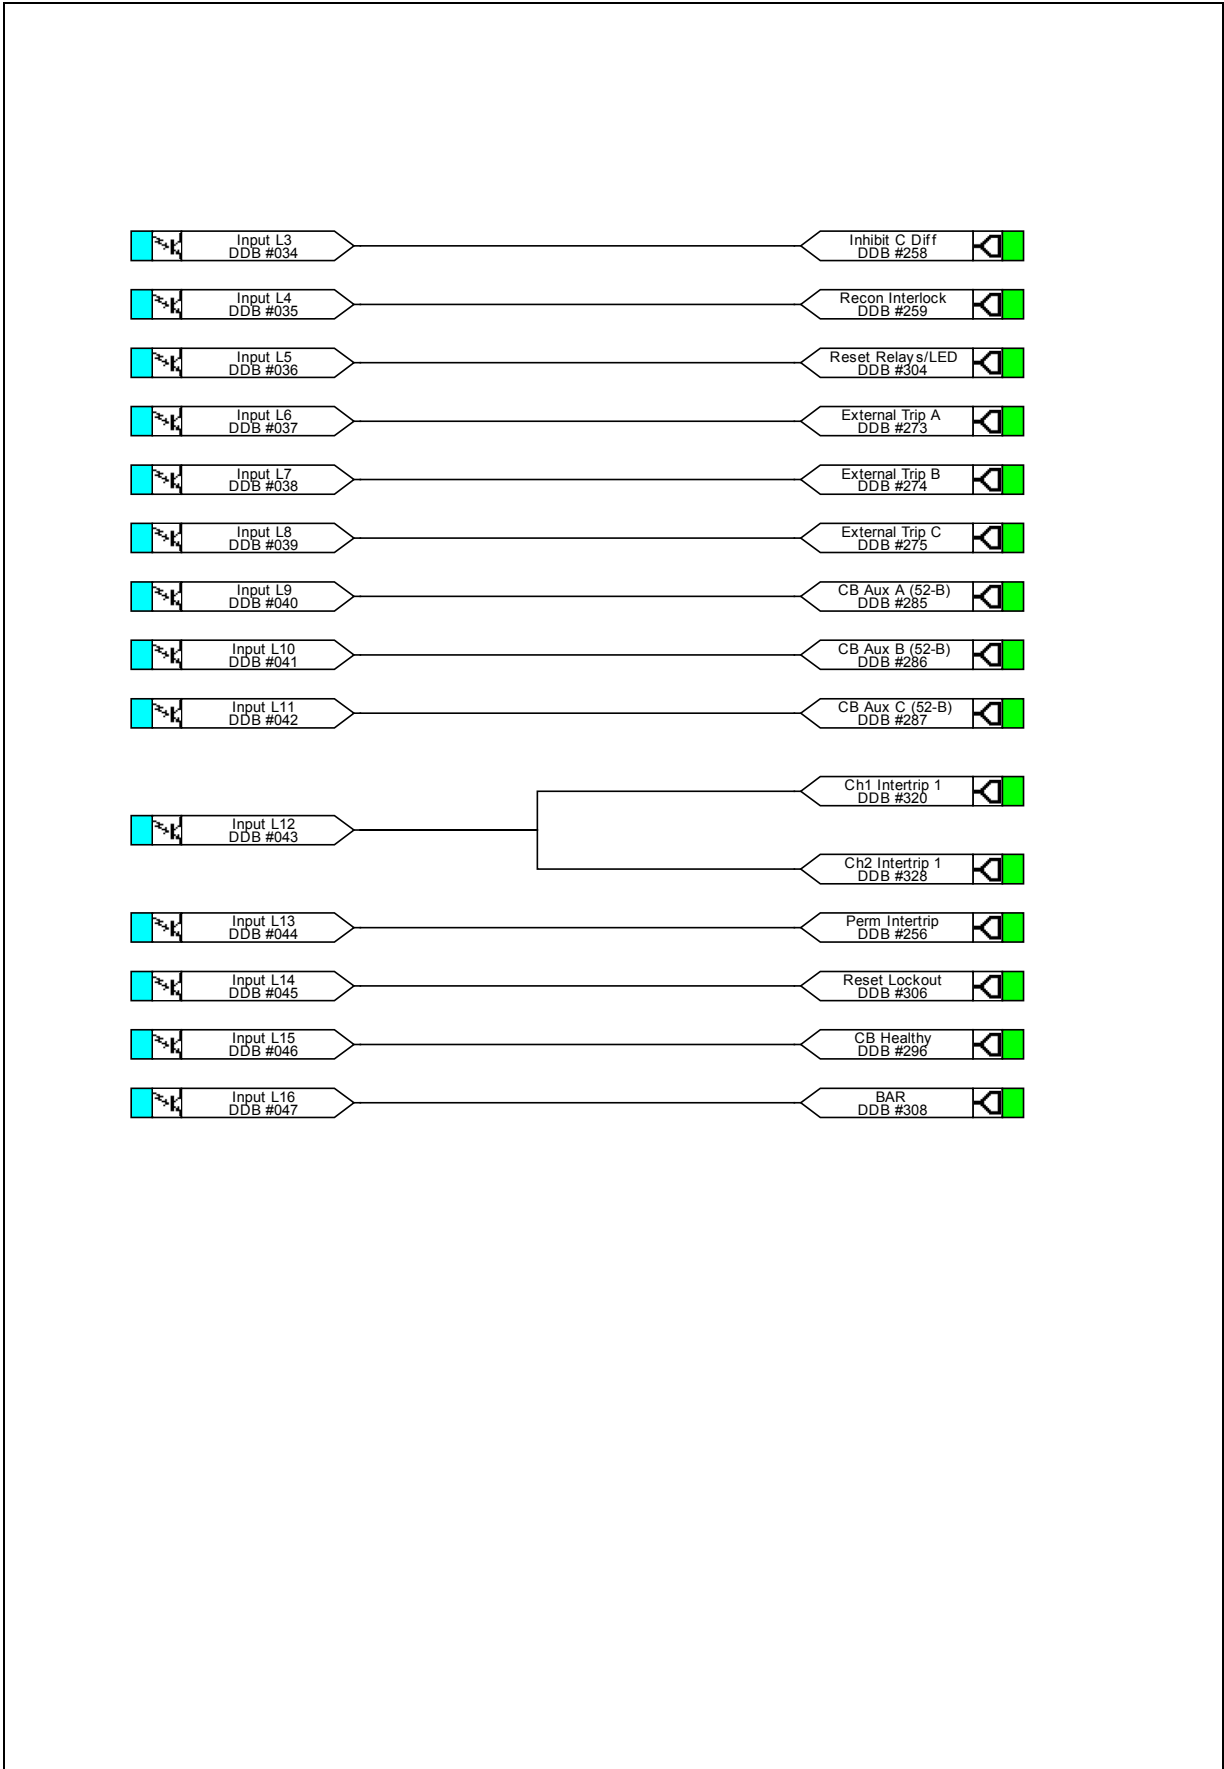 Input L3
DDB #034
Inhibit C Diff
DDB #258
Input L4
DDB #035
Recon Interlock
DDB #259
Input L5
DDB #036
Reset Relays/LED
DDB #304
Input L6
DDB #037
External Trip A
DDB #273
Input L7
DDB #038
External Trip B
DDB #274
Input L8
DDB #039
External Trip C
DDB #275
Input L9
DDB #040
CB Aux A (52-B)
DDB #285
Input L10
DDB #041
CB Aux B (52-B)
DDB #286
Input L11
DDB #042
CB Aux C (52-B)
DDB #287
Ch1 Intertrip 1
DDB #320
Input L12
DDB #043
Ch2 Intertrip 1
DDB #328
Input L13
DDB #044
Perm Intertrip
DDB #256
Input L14
DDB #045
Reset Lockout
DDB #306
Input L15
DDB #046
CB Healthy
DDB #296
Input L16
DDB #047
BAR
DDB #308